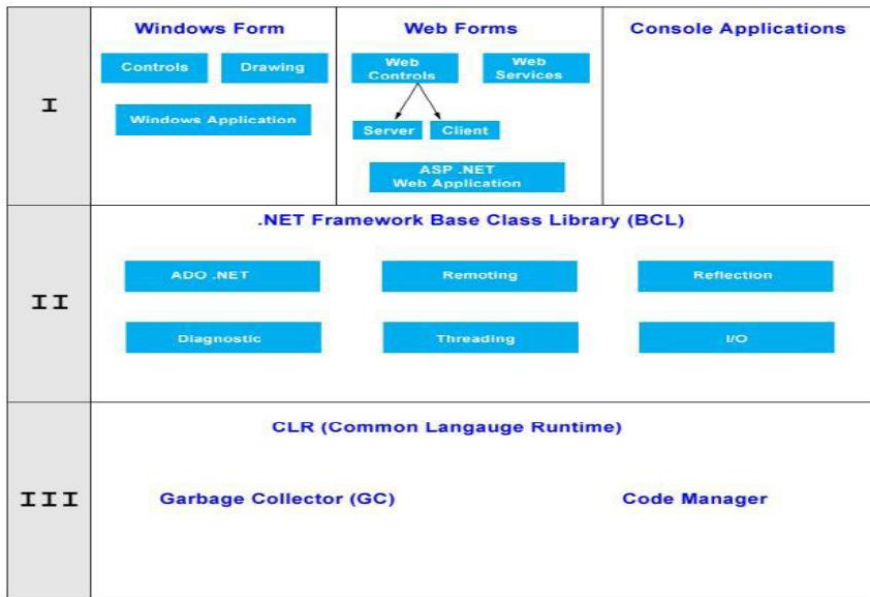 I
Windows Form
Controls
Drawing
Windows Application
Web Forms
Web
Controls
Web
Services
Server
Client
ASP .NET
Web Application
Console Applications
II
.NET Framework Base Class Library (BCL)
ADO .NET
Remoting
Reflection
Diagnostic
Threading
I/O
III
CLR (Common Langauge Runtime)
Garbage Collector (GC)
Code Manager